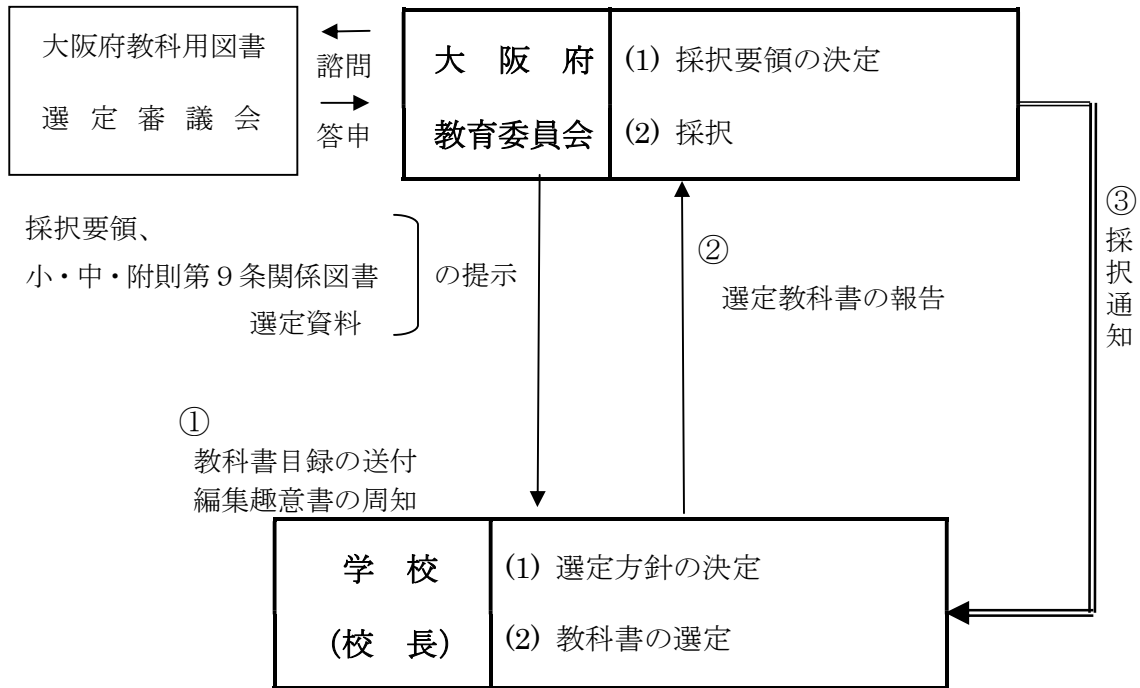 大阪府教科用図書
選定審議会
諮問
答申
大阪府
教育委員会
(1) 採択要領の決定
(2) 採択
採択要領、
小・中・附則第9条関係図書
選定資料
の提示
①
教科書目録の送付
編集趣意書の周知
②
選定教科書の報告
③採択通知
学校
(校長)
(1) 選定方針の決定
(2) 教科書の選定